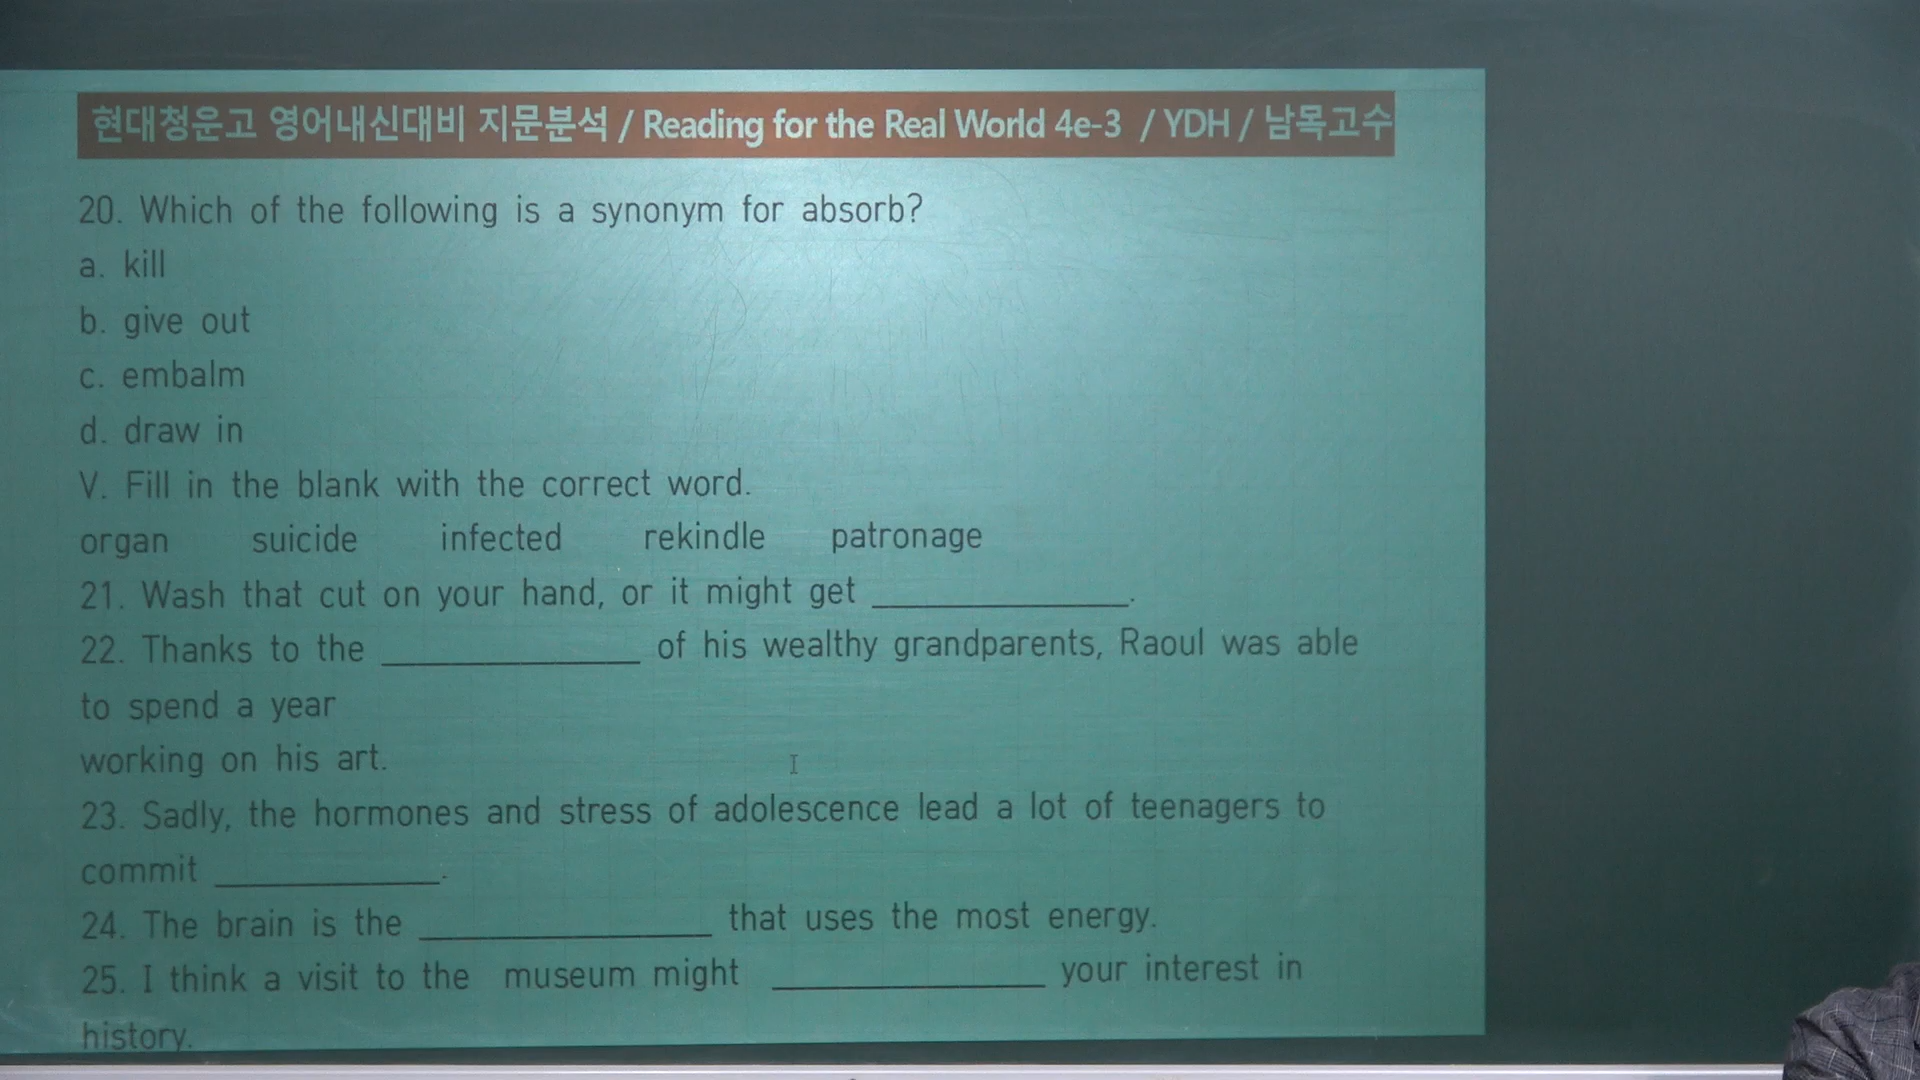 현대청운고 영어내신대비 지문분석 / Reading for the Real World 4e-3 / YDH / 남목고수
20. Which of the following is a synonym for absorb?
a. kill
b. give out
c. embalm
d. draw in
V. Fill in the blank with the correct word.
organ suicide infected rekindle patronage
21. Wash that cut on your hand, or it might get ______________.
22. Thanks to the ______________ of his wealthy grandparents, Raoul was able
to spend a year
working on his art.
23. Sadly, the hormones and stress of adolescence lead a lot of teenagers to
commit ____________.
24. The brain is the ________________ that uses the most energy.
25. I think a visit to the museum might _______________ your interest in
history.